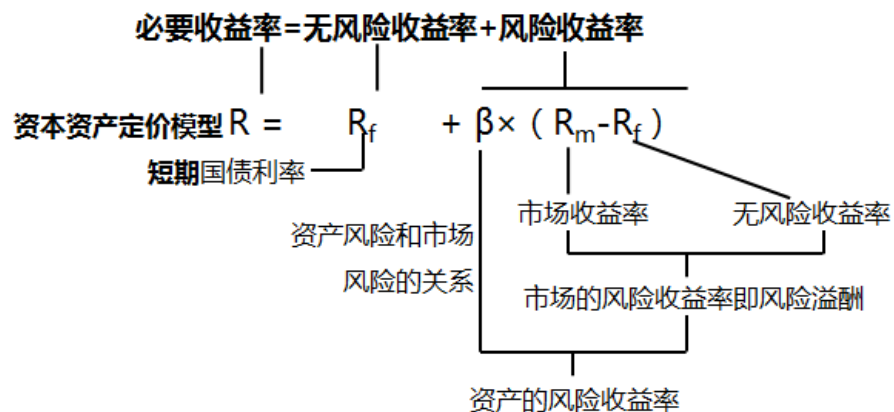 必要收益率=无风险收益率+风险收益率
资本资产定价模型 R = Rf + β×（Rm-Rf）
短期国债利率
市场收益率 无风险收益率
资产风险和市场
风险的关系
市场的风险收益率即风险溢酬
资产的风险收益率